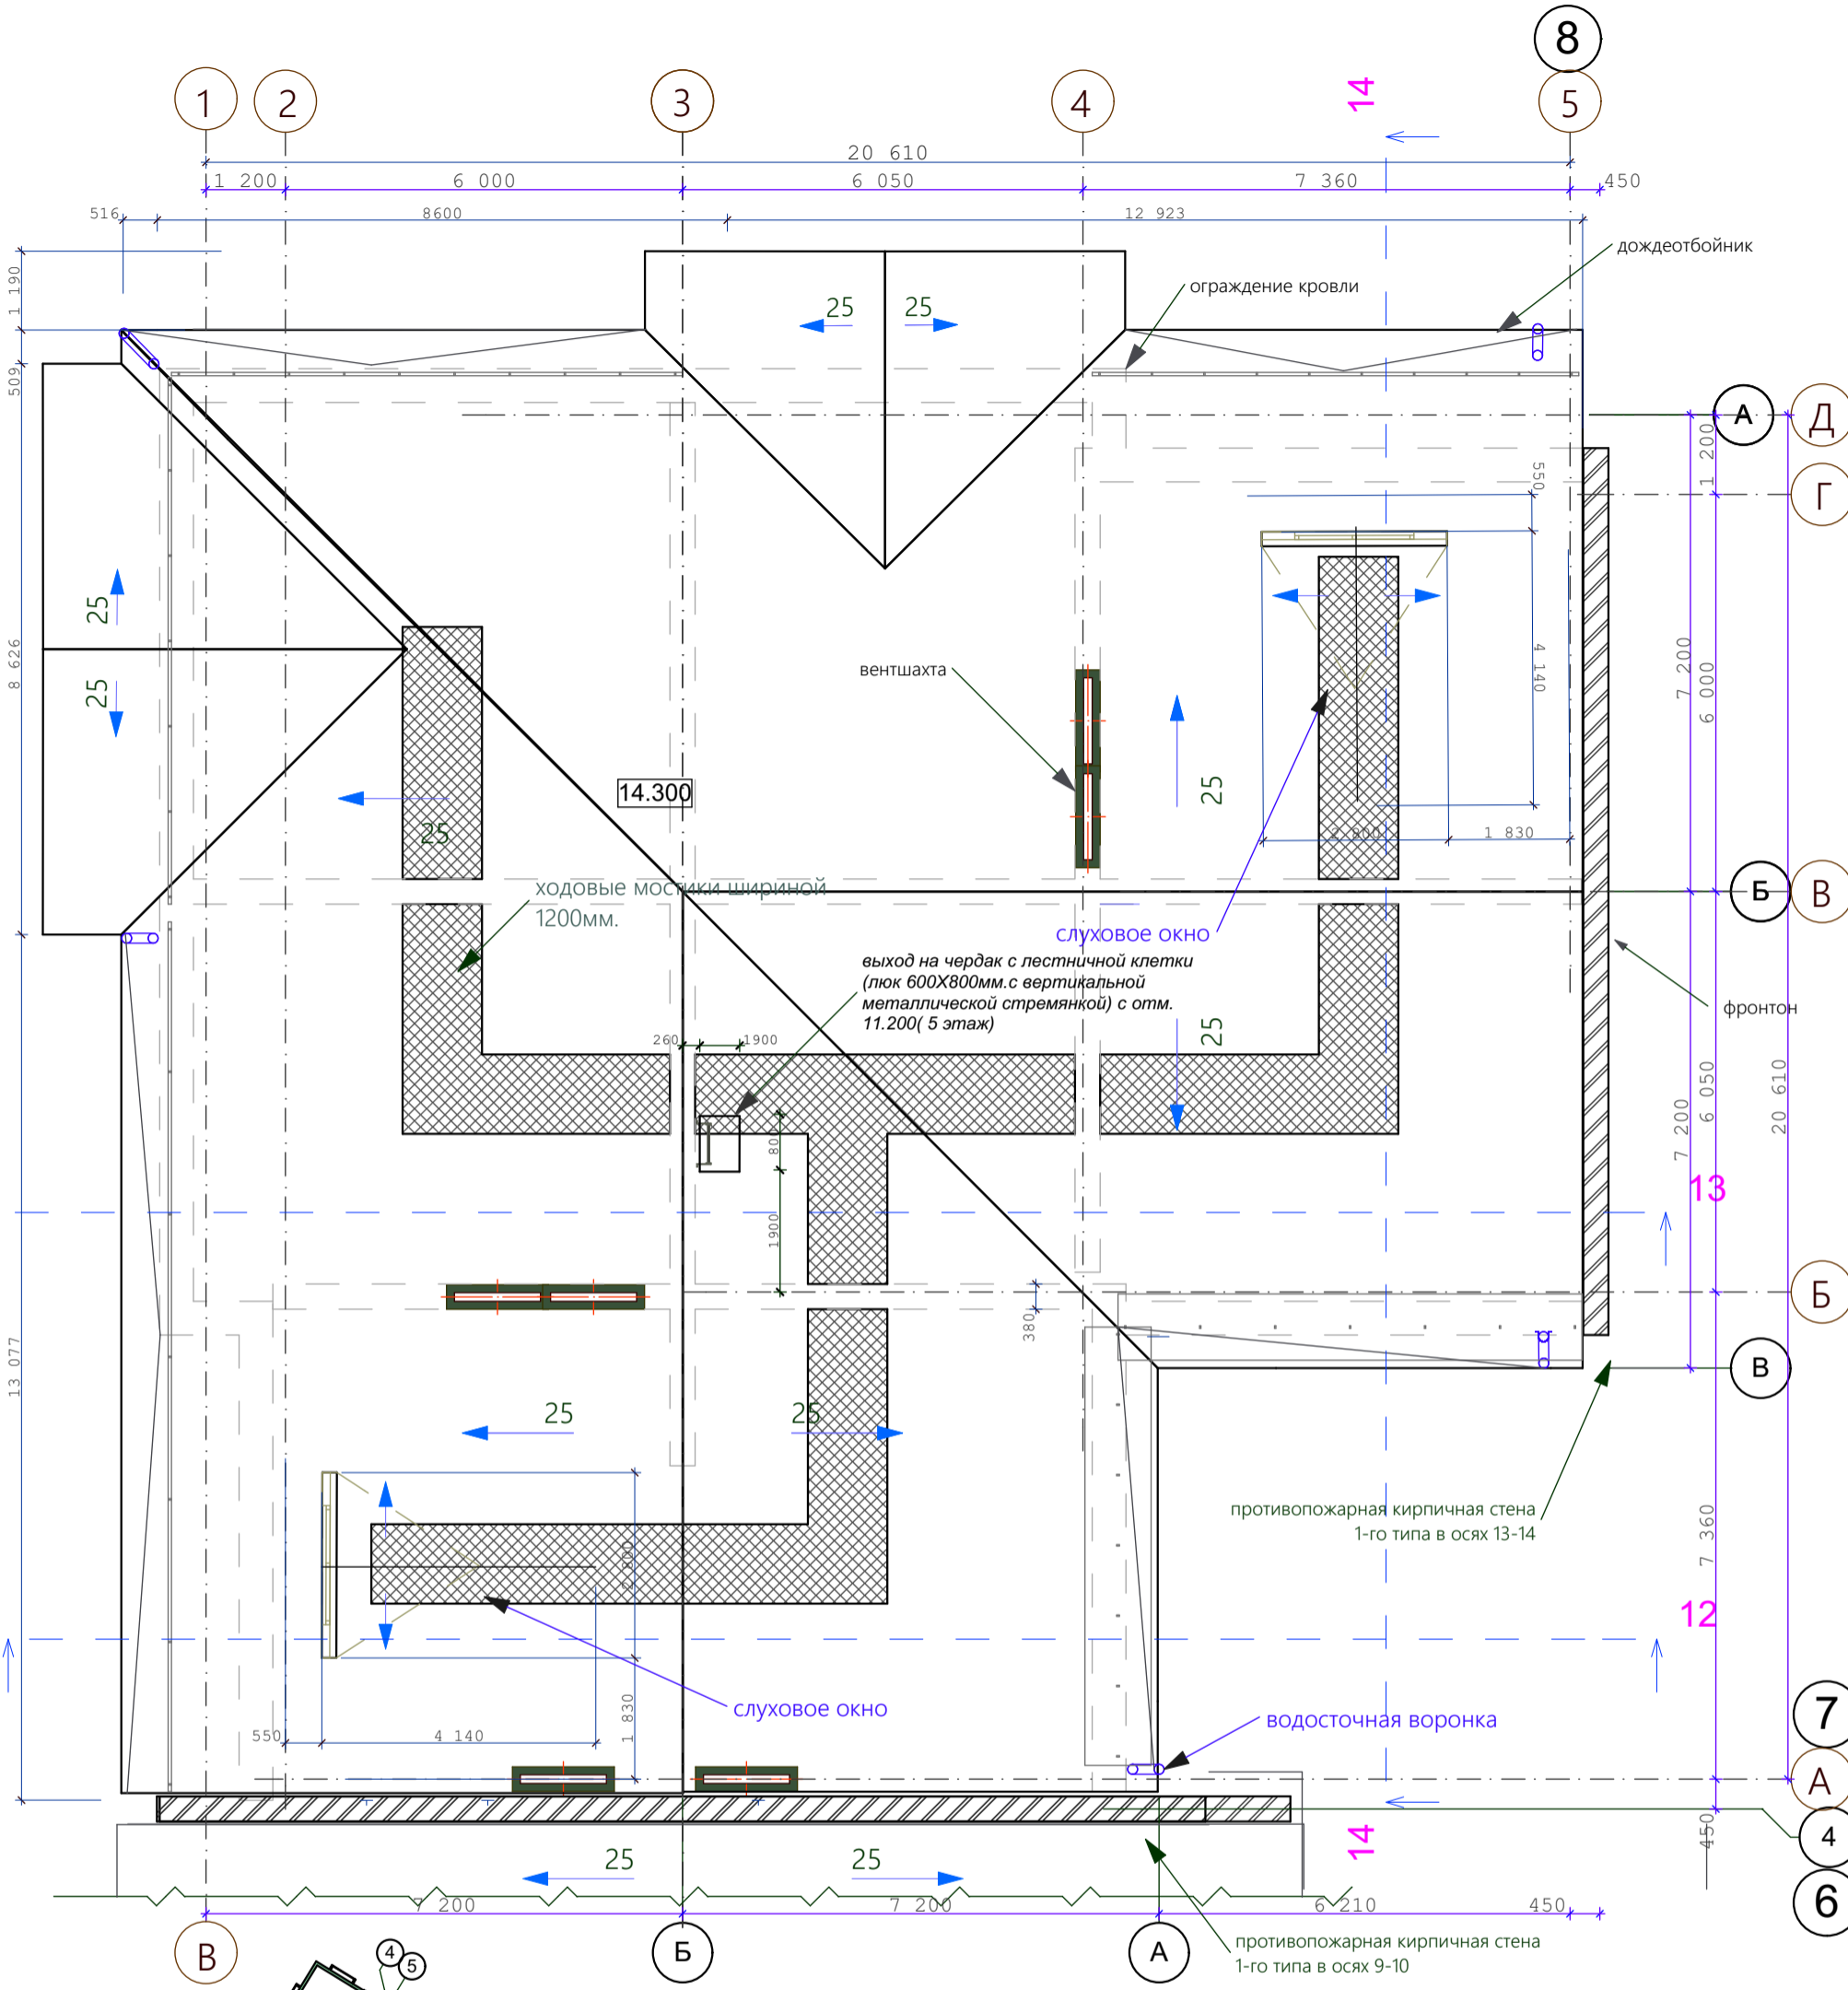 8
1
2
3
4
14
5
20 610
1 200
6 000
6 050
7 360
450
516
8600
12 923
дождеотбойник
1 190
ограждение кровли
25
25
509
А
Д
1 200
Г
550
25
8 626
4 140
7 200
6 000
вентшахта
25
14.300
25
25
2 800
1 830
ходовые мостики шириной
1200мм.
Б
В
слуховое окно
выход на чердак с лестничной клетки
(люк 600Х800мм.с вертикальной
металлической стремянкой) с отм.
11.200( 5 этаж)
фронтон
25
260
1900
6 050
20 610
7 200
800
13
1900
Б
380
13 077
В
25
25
противопожарная кирпичная стена
1-го типа в осях 13-14
7 360
2 800
12
слуховое окно
водосточная воронка
7
550
4 140
1 830
А
450
4
14
25
25
6
7 200
7 200
6 210
450
В
Б
А
противопожарная кирпичная стена
1-го типа в осях 9-10
4
5